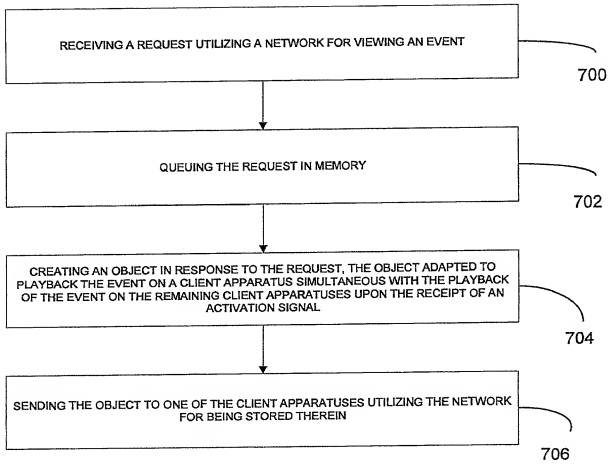 RECEIVING A REQUEST UTILIZING A NETWORK FOR VIEWING AN EVENT
700
QUEUING THE REQUEST IN MEMORY
702
CREATING AN OBJECT IN RESPONSE TO THE REQUEST, THE OBJECT ADAPTED TO
PLAYBACK THE EVENT ON A CLIENT APPARATUS SIMULTANEOUS WITH THE PLAYBACK
OF THE EVENT ON THE REMAINING CLIENT APPARATUSES UPON THE RECEIPT OF AN
ACTIVATION SIGNAL
704
SENDING THE OBJECT TO ONE OF THE CLIENT APPARATUSES UTILIZING THE NETWORK
FOR BEING STORED THEREIN
706